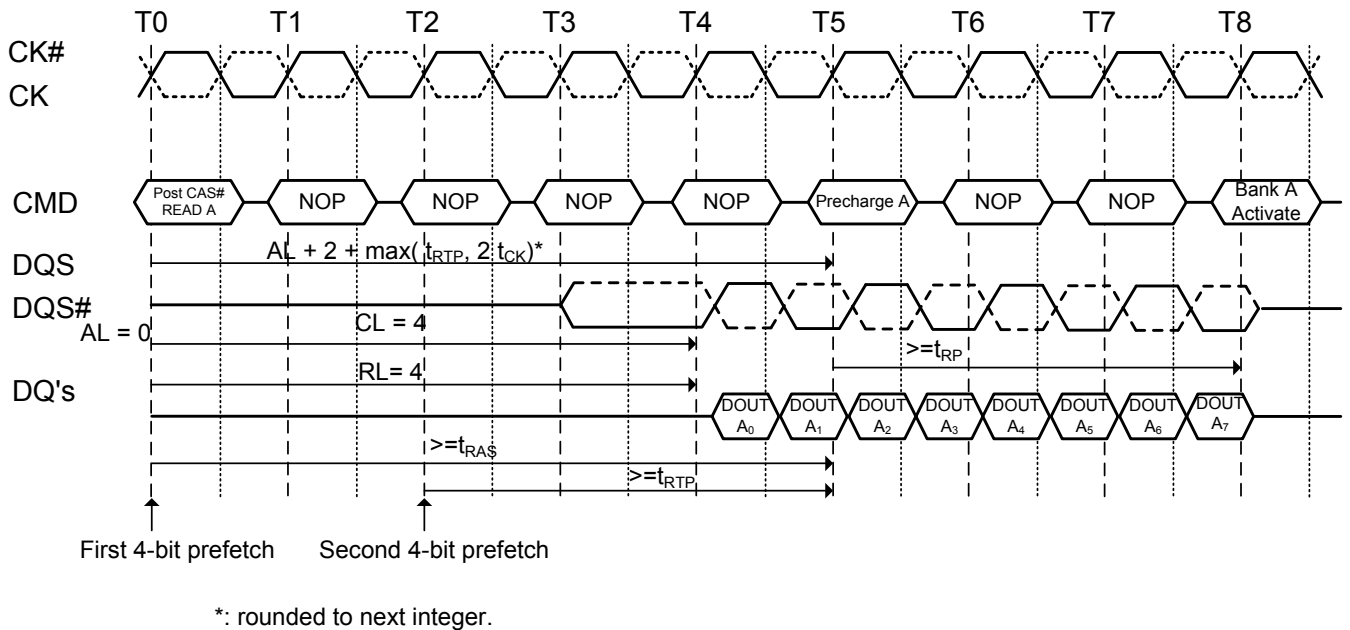 T0 T1 T2 T3 T4 T5 T6 T7 T8
CK#
CK
CMD
Post CAS#
READ A
NOP
NOP
NOP
NOP
Precharge A
NOP
NOP
Bank A
Activate
AL + 2 + max( tRTP, 2 tCK)*
DQS
DQS#
AL = 0
CL = 4
>=tRP
RL= 4
DQ's
DOUT
A0
DOUT
A1
DOUT
A2
DOUT
A3
DOUT
A4
DOUT
A5
DOUT
A6
DOUT
A7
>=tRAS
>=tRTP
First 4-bit prefetch
Second 4-bit prefetch
*: rounded to next integer.